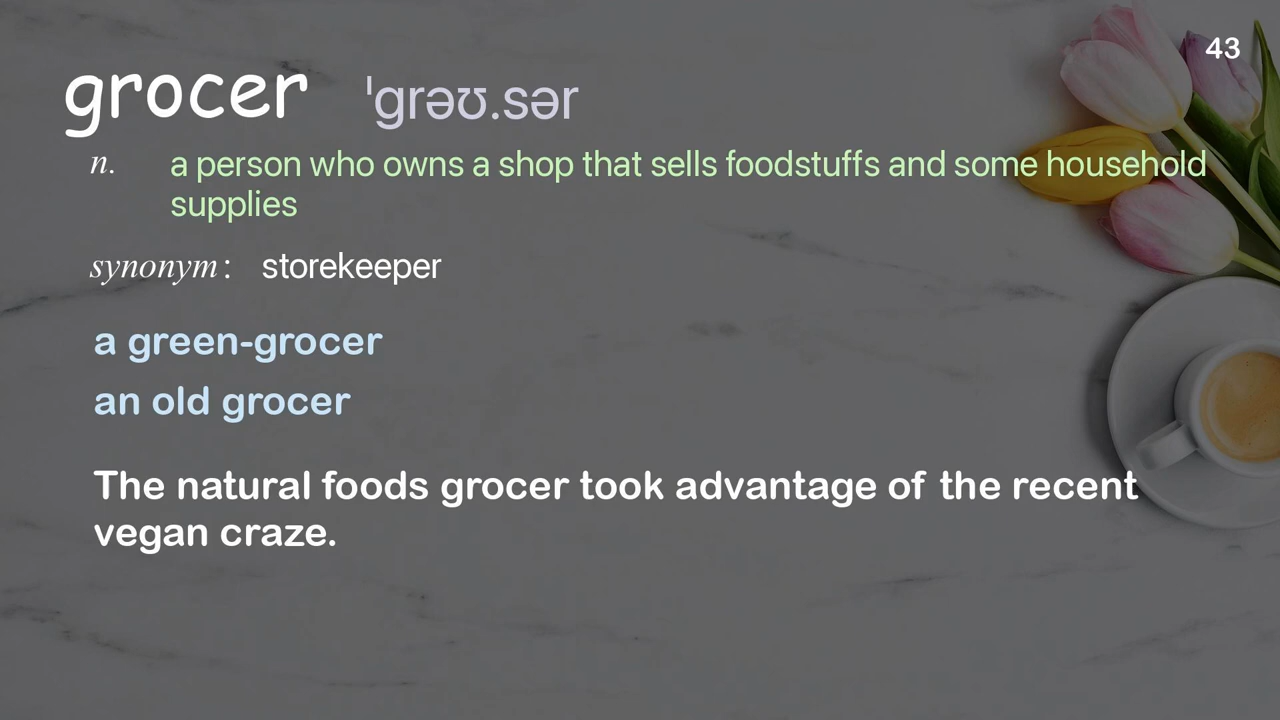 43
grocer ˈgrəʊ.sər
n. a person who owns a shop that sells foodstuffs and some household
supplies
synonym: storekeeper
a green-grocer
an old grocer
The natural foods grocer took advantage of the recent
vegan craze.